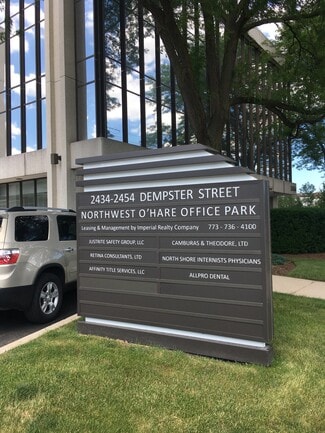 2434-2454 DEMPSTER STREET
NORTHWEST O'HARE OFFICE PARK
Leasing & Management by Imperial Realty Company 773 - 736 - 4100
JUSTRITE SAFETY GROUP, LLC
CAMBURAS & THEODORE, LTD
RETINA CONSULTANTS, LTD
NORTH SHORE INTERNISTS PHYSICIANS
AFFINITY TITLE SERVICES, LLC
ALLPRO DENTAL